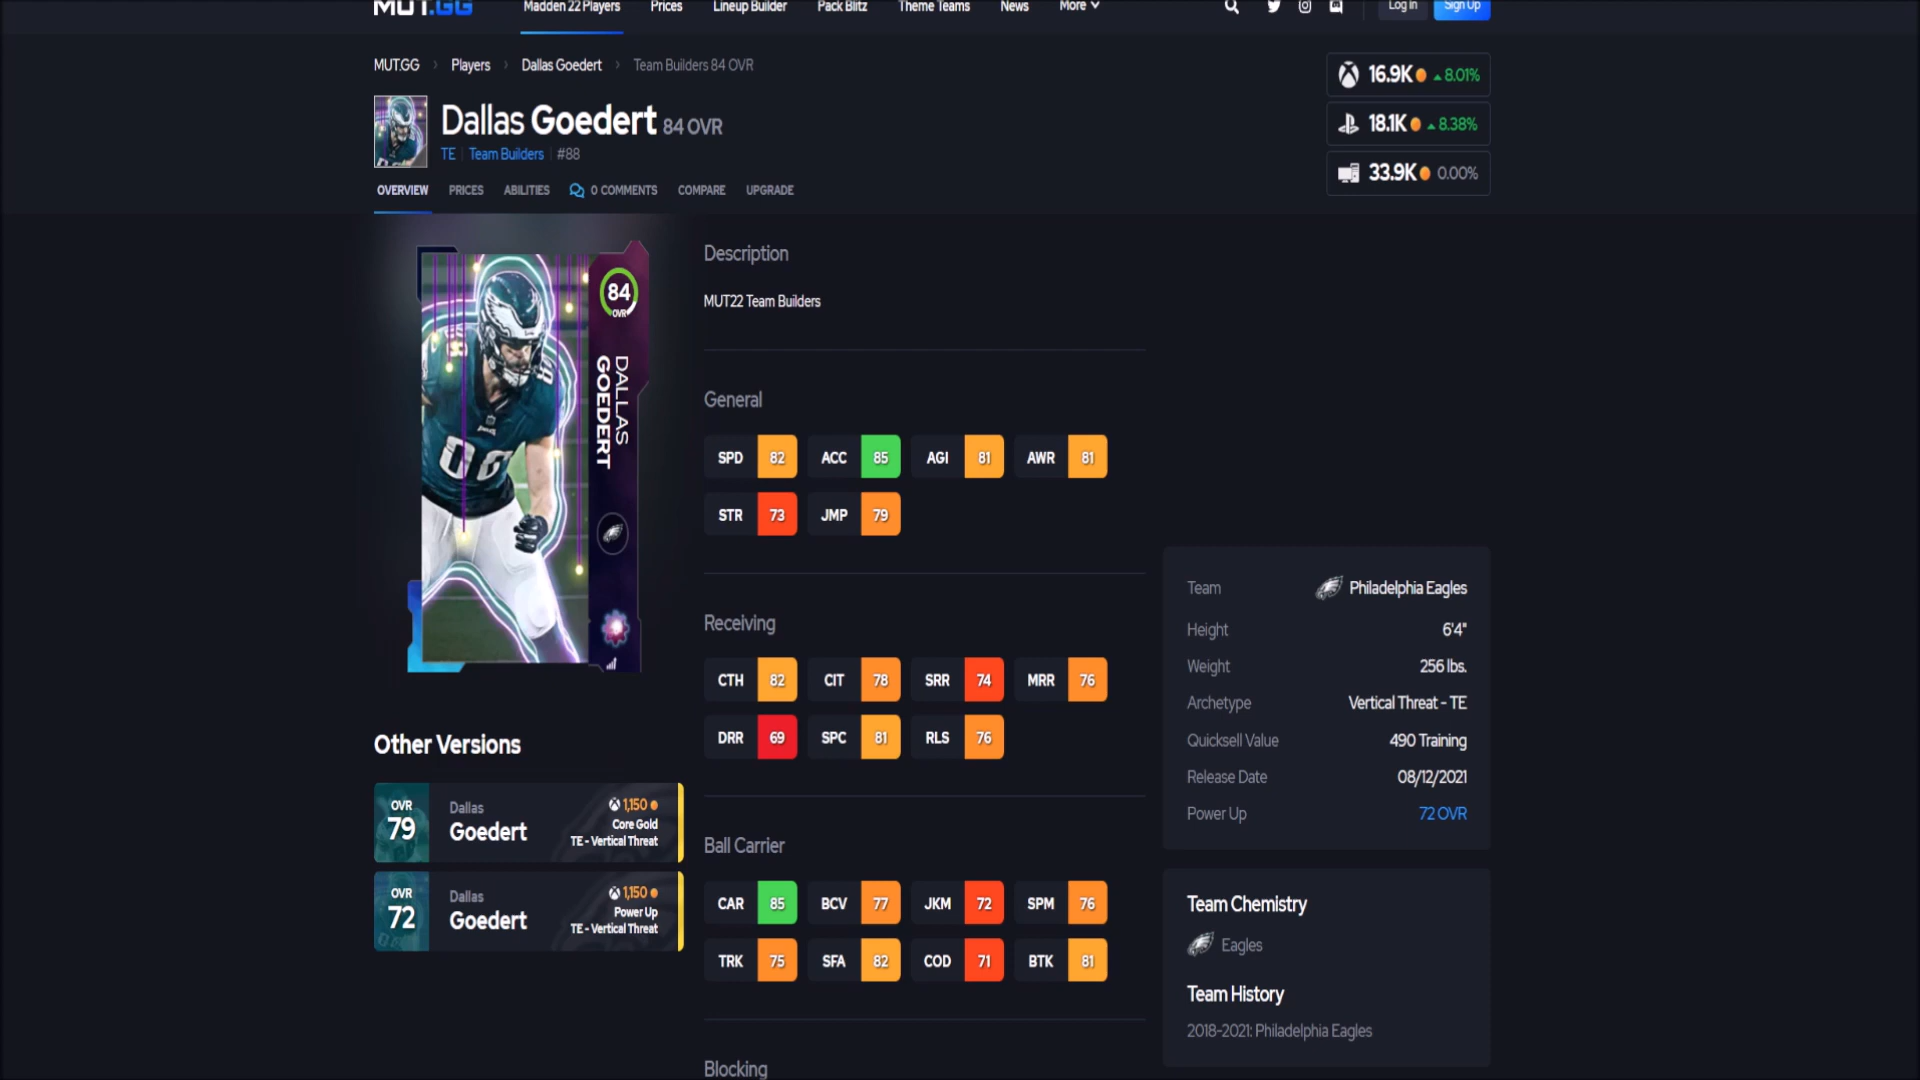 MUT.GG
Madden 22 Players Prices Lineup Builder Pack Blitz Theme Teams News More Log In Sign Up
MUT.GG Players Dallas Goedert Team Builders 84 OVR
Dallas Goedert 84 OVR
TE Team Builders #88
16.9K 8.01%
18.1K 8.38%
33.9K 0.00%
OVERVIEW PRICES ABILITIES 0 COMMENTS COMPARE UPGRADE
84
OVR
DALLAS
GOEDERT
88
Description
MUT22 Team Builders
General
SPD 82 ACC 85 AGI 81 AWR 81
STR 73 JMP 79
Receiving
CTH 82 CIT 78 SRR 74 MRR 76
DRR 69 SPC 81 RLS 76
Ball Carrier
CAR 85 BCV 77 JKM 72 SPM 76
TRK 75 SFA 82 COD 71 BTK 81
Blocking
Other Versions
OVR
79
Dallas
Goedert
1,150
Core Gold
TE - Vertical Threat
OVR
72
Dallas
Goedert
1,150
Power Up
TE - Vertical Threat
Team Philadelphia Eagles
Height 6'4"
Weight 256 lbs.
Archetype Vertical Threat - TE
Quicksell Value 490 Training
Release Date 08/12/2021
Power Up 72 OVR
Team Chemistry
Eagles
Team History
2018-2021: Philadelphia Eagles